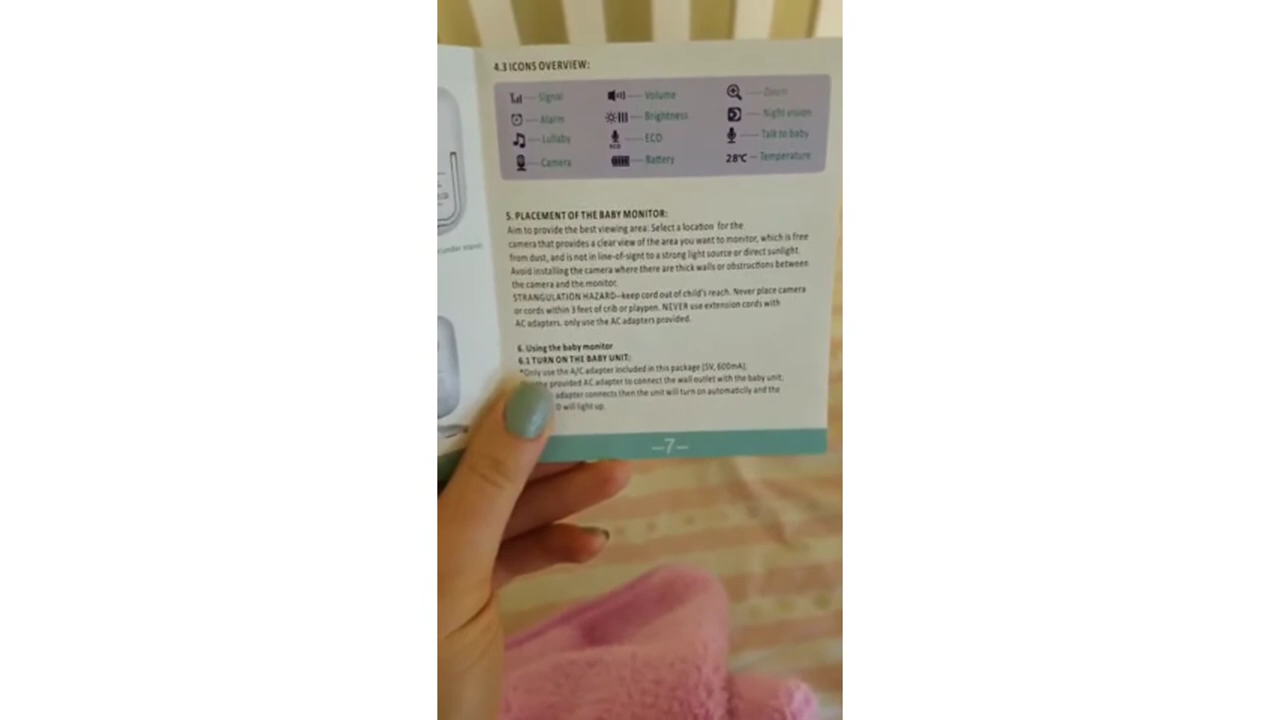 4.3 ICONS OVERVIEW:
Signal
Volume
Zoom
Alarm
Brightness
Night vision
Lullaby
ECO
ECO
Talk to baby
Camera
Battery
28℃ Temperature
5. PLACEMENT OF THE BABY MONITOR:
Aim to provide the best viewing area: Select a location for the
camera that provides a clear view of the area you want to monitor, which is free
from dust, and is not in line-of-signt to a strong light source or direct sunlight.
Avoid installing the camera where there are thick walls or obstructions between
the camera and the monitor.
STRANGULATION HAZARD—keep cord out of child's reach. Never place camera
or cords within 3 feet of crib or playpen. NEVER use extension cords with
AC adapters. only use the AC adapters provided.
6. Using the baby monitor
6.1 TURN ON THE BABY UNIT:
*Only use the A/C adapter included in this package (5V, 600mA).
provided AC adapter to connect the wall outlet with the baby unit.
adapter connects then the unit will turn on automaticlly and the
will light up.
—7—